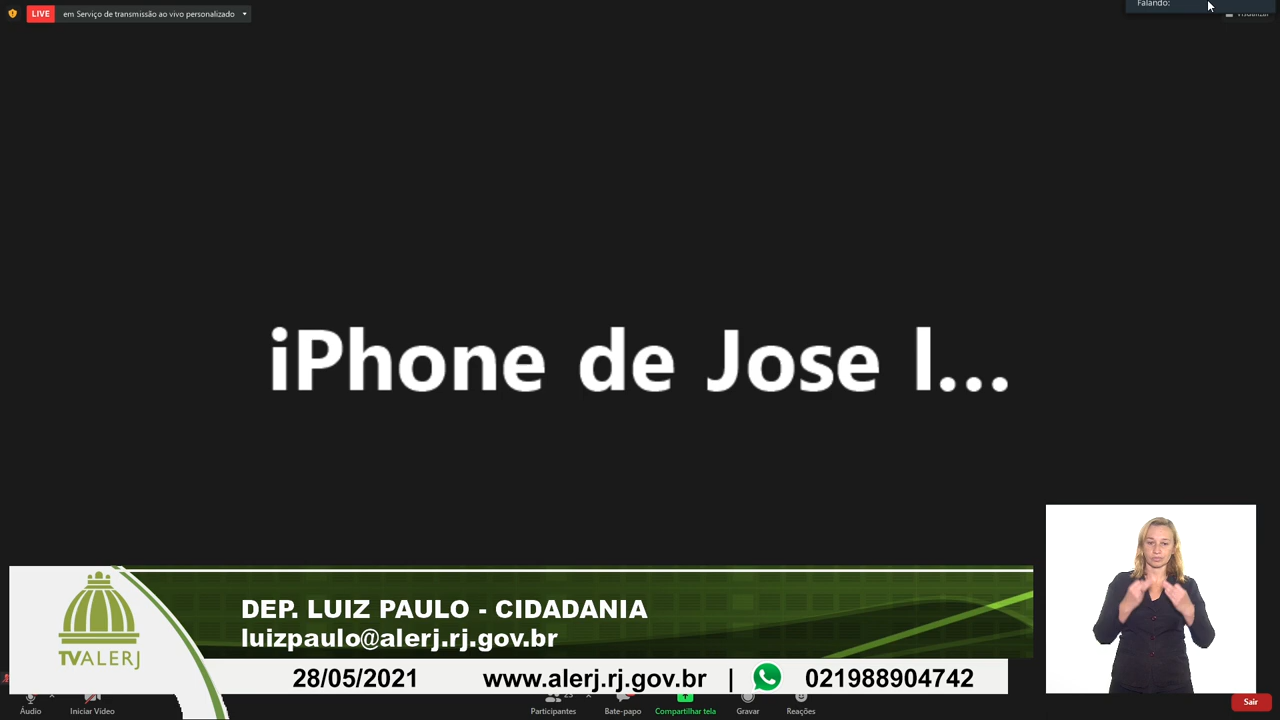 LIVE em Serviço de transmissão ao vivo personalizado
Falando:
Visualizar
iPhone de Jose l...
DEP. LUIZ PAULO - CIDADANIA
luizpaulo@alerj.rj.gov.br
TVALERJ
28/05/2021 www.alerj.rj.gov.br | 021988904742
Áudio Iniciar Vídeo Participantes Bate-papo Compartilhar tela Gravar Reações Sair